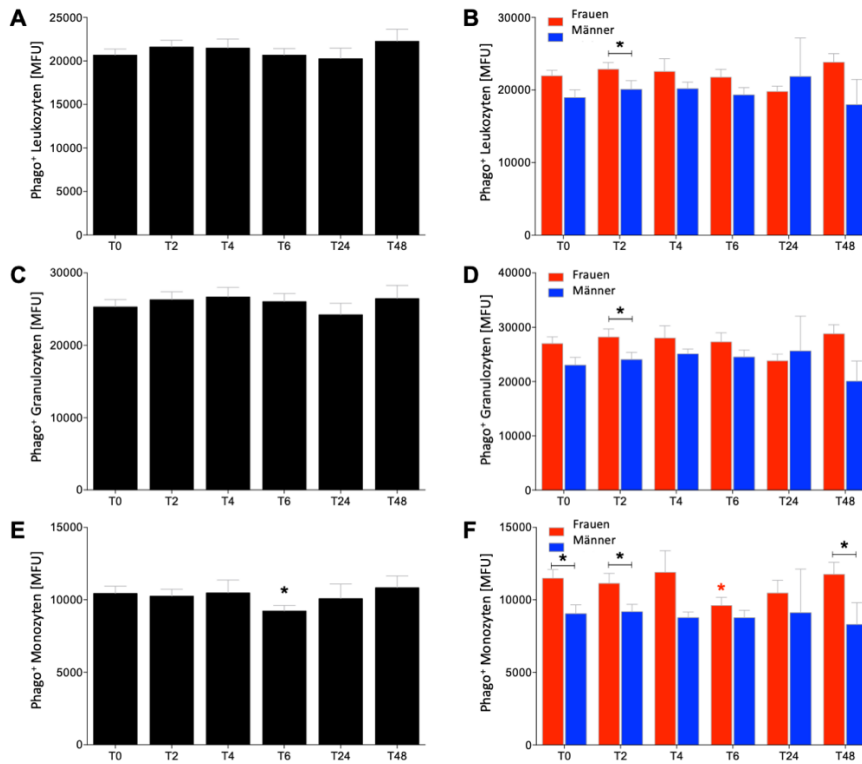 A
Phago⁺ Leukozyten [MFU]
25000
20000
15000
10000
5000
0
T0 T2 T4 T6 T24 T48
B
Phago⁺ Leukozyten [MFU]
30000
20000
10000
0
Frauen
Männer
*
T0 T2 T4 T6 T24 T48
C
Phago⁺ Granulozyten [MFU]
30000
20000
10000
0
T0 T2 T4 T6 T24 T48
D
Phago⁺ Granulozyten [MFU]
40000
30000
20000
10000
0
Frauen
Männer
*
T0 T2 T4 T6 T24 T48
E
Phago⁺ Monozyten [MFU]
15000
10000
5000
0
*
T0 T2 T4 T6 T24 T48
F
Phago⁺ Monozyten [MFU]
15000
10000
5000
0
Frauen
Männer
* * * *
T0 T2 T4 T6 T24 T48